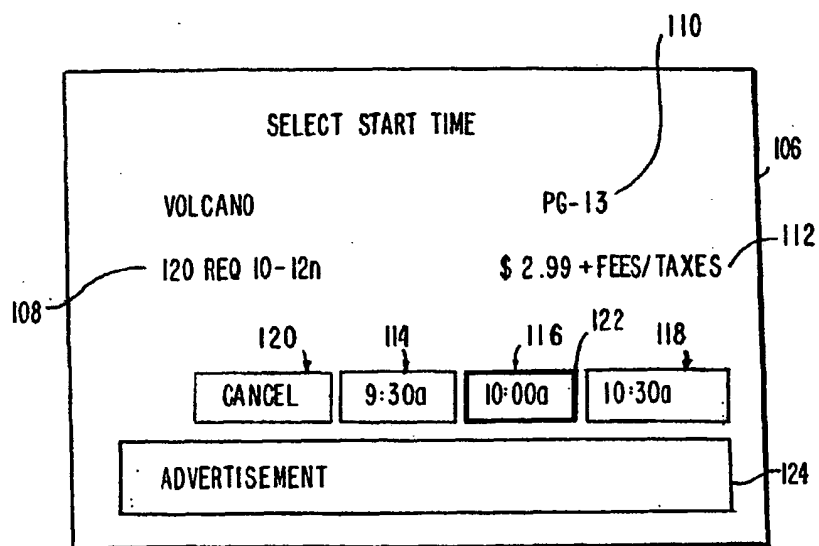 110
SELECT START TIME
106
VOLCANO PG-13
112
120 REQ 10-12n $ 2.99 +FEES/TAXES
108
120 114 116 122 118
CANCEL 9:30a 10:00a 10:30a
ADVERTISEMENT
124